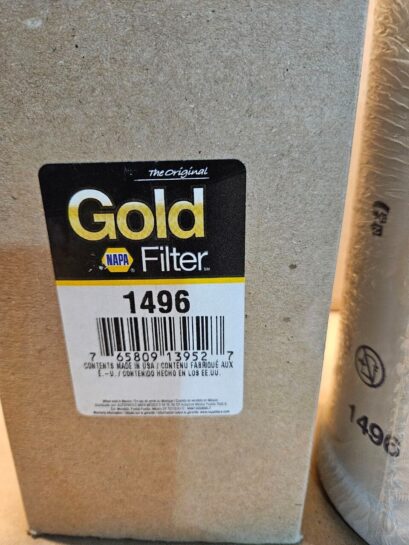 The Original
Gold
NAPA Filter
1496
7 65809 13952 7
CONTENTS MADE IN USA / CONTENU FABRIQUÉ AUX
É.-U. / CONTENIDO HECHO EN LOS EE.UU.
1496